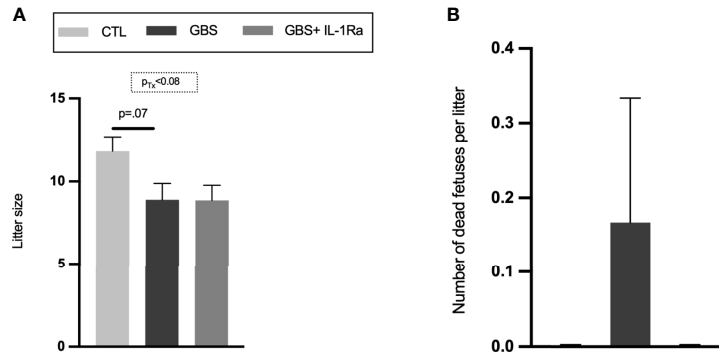 A
B
CTL
GBS
GBS+ IL-1Ra
pTx<0.08
p=.07
15
10
5
0
Litter size
0.4
0.3
0.2
0.1
0.0
Number of dead fetuses per litter